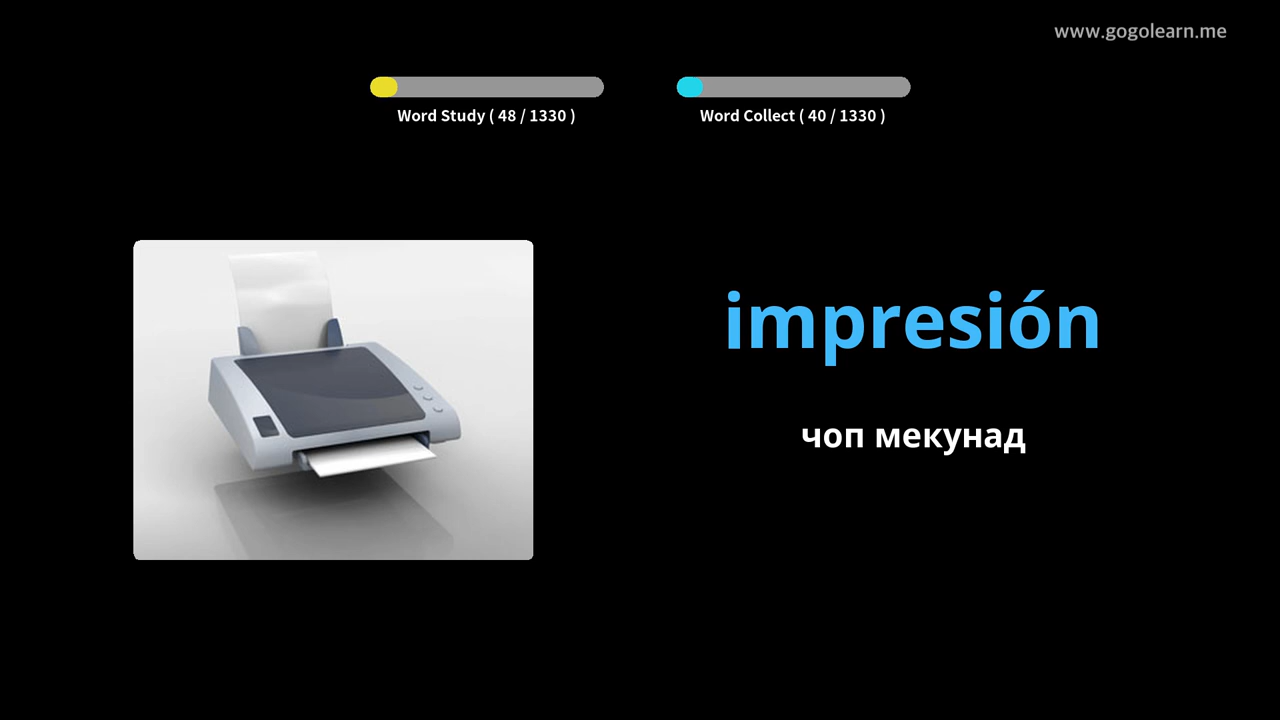 www.gogolearn.me
Word Study ( 48 / 1330 )
Word Collect ( 40 / 1330 )
impresión
чоп мекунад